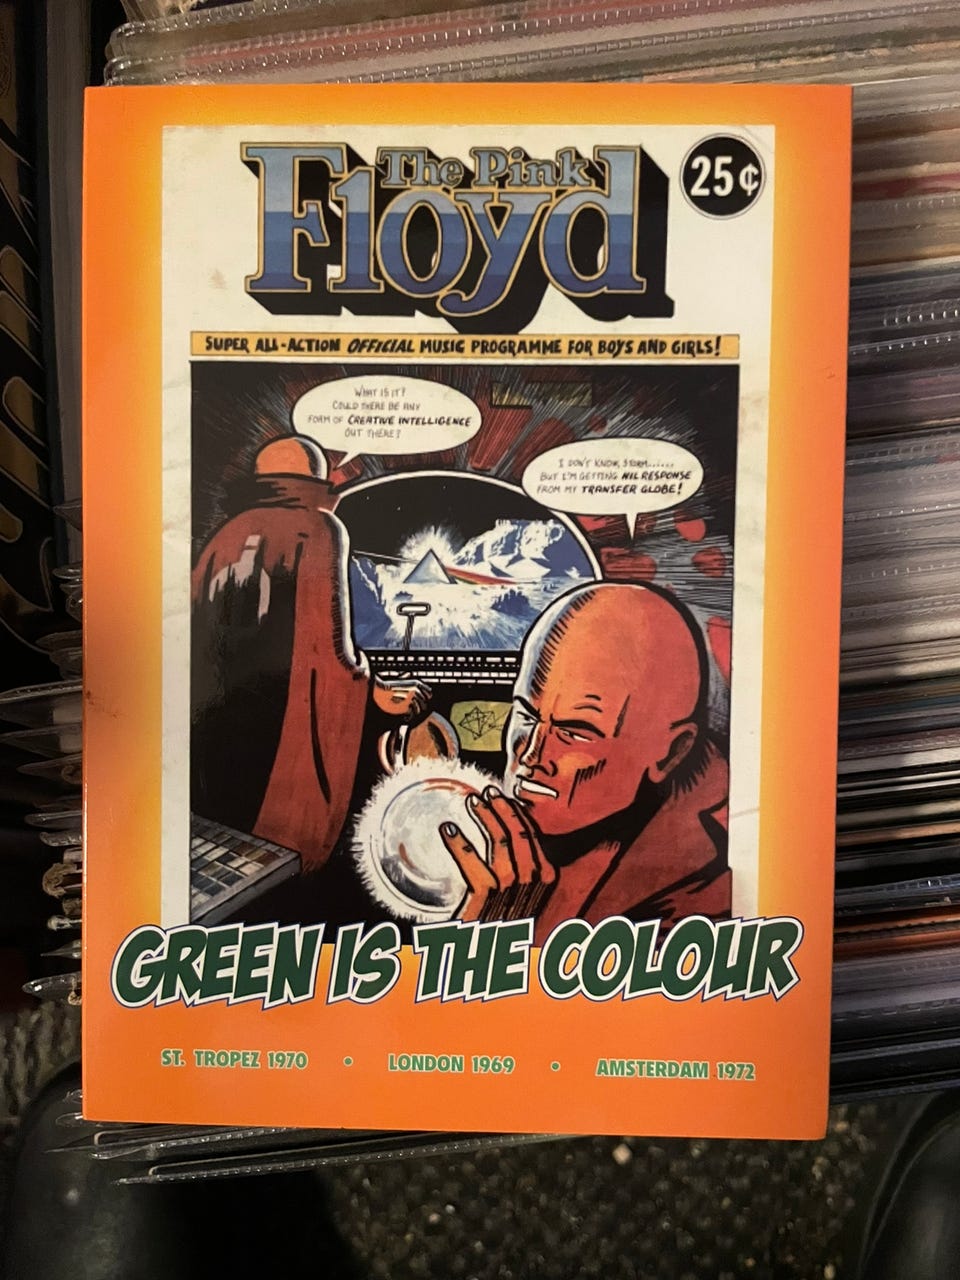 The Pink
Floyd
25¢
SUPER ALL-ACTION OFFICIAL MUSIC PROGRAMME FOR BOYS AND GIRLS!
WHAT IS IT?
COULD THERE BE ANY
FORM OF CREATIVE INTELLIGENCE
OUT THERE?
I DON'T KNOW, STORM.......
BUT I'M GETTING NIL RESPONSE
FROM MY TRANSFER GLOBE!
GREEN IS THE COLOUR
ST. TROPEZ 1970 • LONDON 1969 • AMSTERDAM 1972